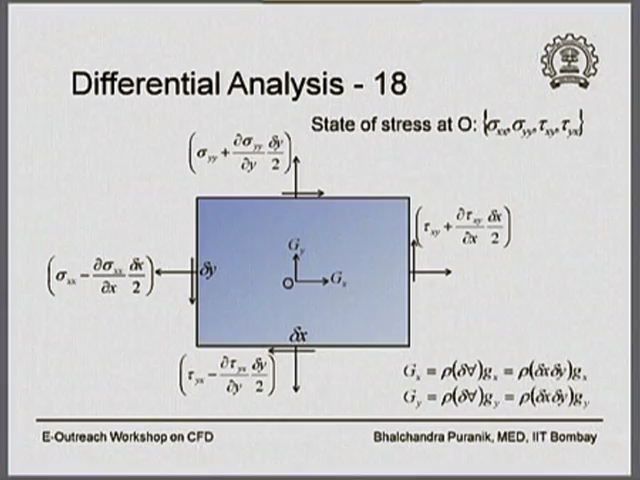 Differential Analysis - 18
State of stress at O: {σxx, σyy, τxy, τyx}
(σyy + ∂σyy/∂y δy/2)
(τxy + ∂τxy/∂x δx/2)
Gy
(σxx − ∂σxx/∂x δx/2)
δy
O
Gx
δx
(τyx − ∂τyx/∂y δy/2)
Gx = ρ(δ∀)gx = ρ(δxδy)gx
Gy = ρ(δ∀)gy = ρ(δxδy)gy
E-Outreach Workshop on CFD
Bhalchandra Puranik, MED, IIT Bombay